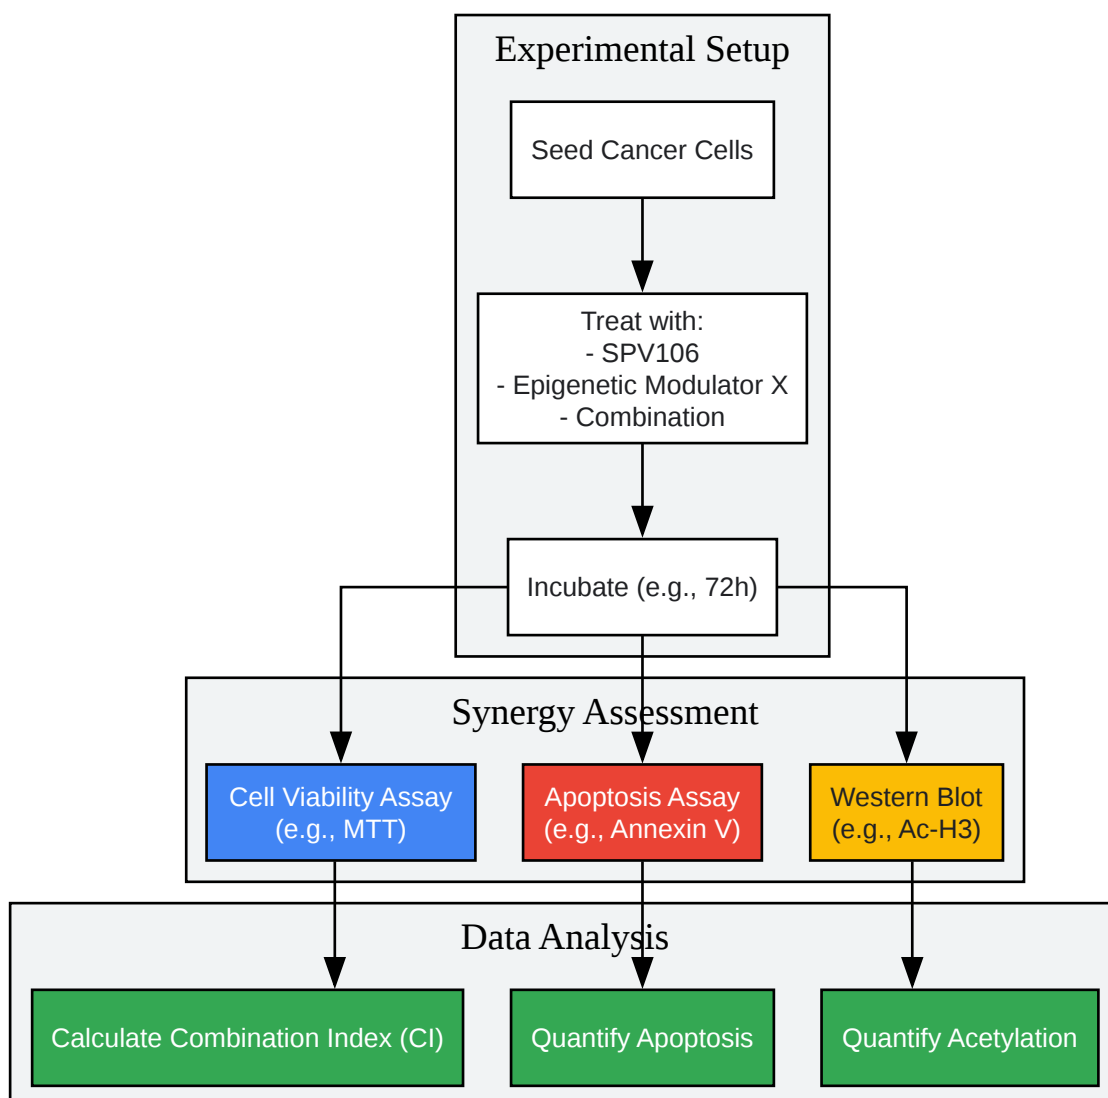 Experimental Setup
Seed Cancer Cells
Treat with:
- SPV106
- Epigenetic Modulator X
- Combination
Incubate (e.g., 72h)
Synergy Assessment
Cell Viability Assay
(e.g., MTT)
Apoptosis Assay
(e.g., Annexin V)
Western Blot
(e.g., Ac-H3)
Data Analysis
Calculate Combination Index (CI)
Quantify Apoptosis
Quantify Acetylation